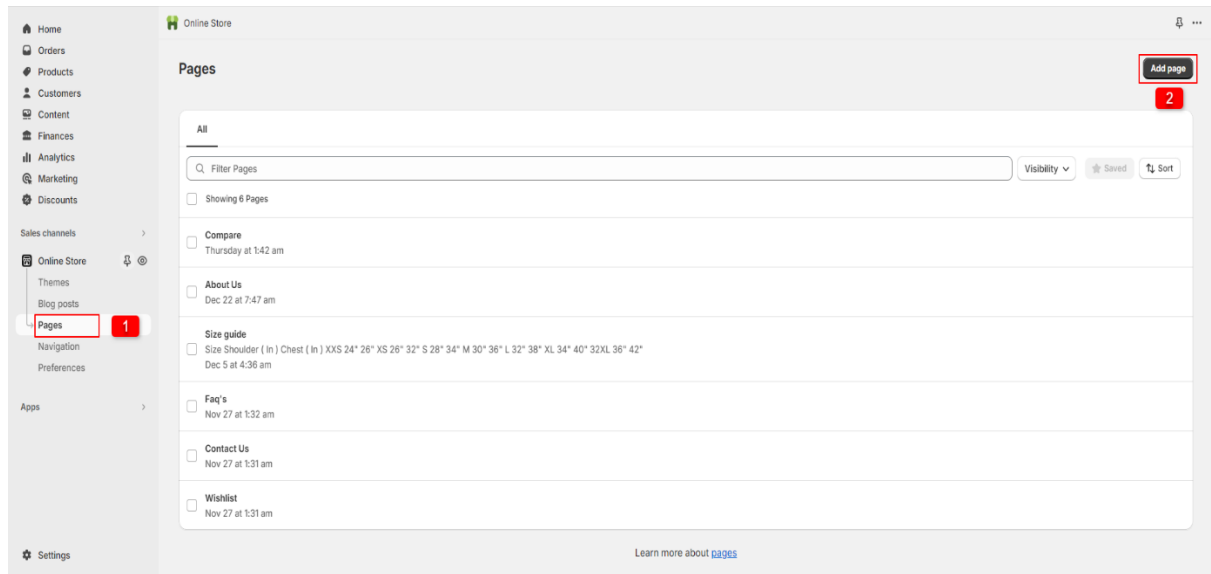 Home
Orders
Products
Customers
Content
Finances
Analytics
Marketing
Discounts
Sales channels
Online Store
Themes
Blog posts
Pages
1
Navigation
Preferences
Apps
Settings
Online Store
Pages
Add page
2
All
Filter Pages
Visibility
Saved
Sort
Showing 6 Pages
Compare
Thursday at 1:42 am
About Us
Dec 22 at 7:47 am
Size guide
Size Shoulder ( In ) Chest ( In ) XXS 24" 26" XS 26" 32" S 28" 34" M 30" 36" L 32" 38" XL 34" 40" 32XL 36" 42"
Dec 5 at 4:36 am
Faq's
Nov 27 at 1:32 am
Contact Us
Nov 27 at 1:31 am
Wishlist
Nov 27 at 1:31 am
Learn more about pages